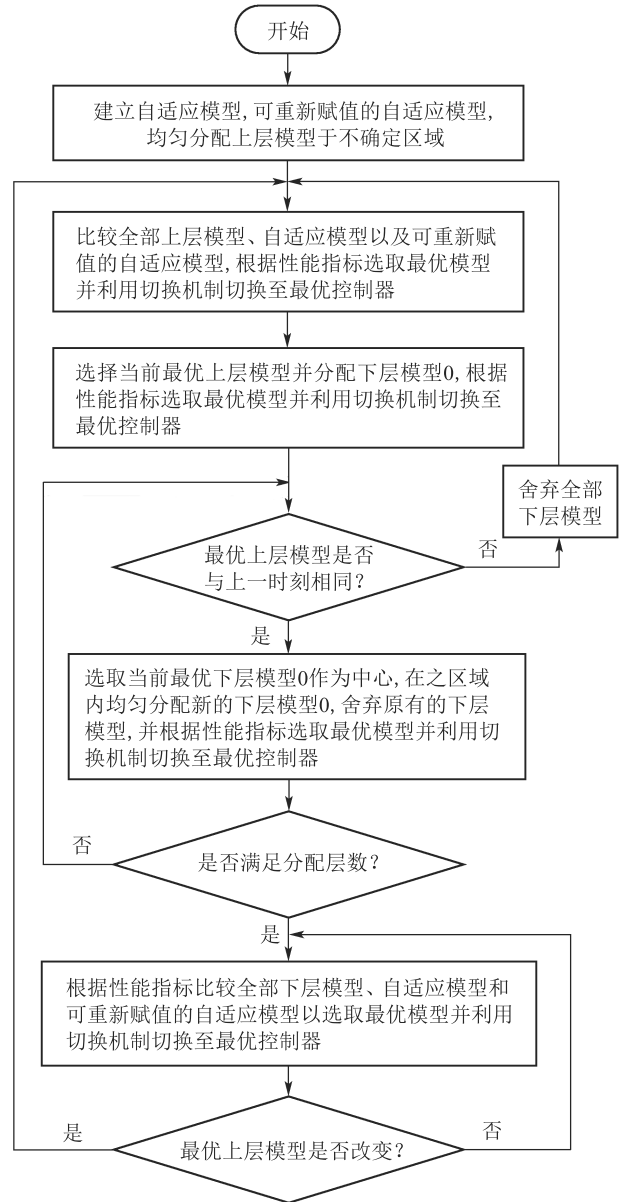 开始
建立自适应模型,可重新赋值的自适应模型,
均匀分配上层模型于不确定区域
比较全部上层模型、自适应模型以及可重新赋
值的自适应模型,根据性能指标选取最优模型
并利用切换机制切换至最优控制器
选择当前最优上层模型并分配下层模型0,根据
性能指标选取最优模型并利用切换机制切换至
最优控制器
舍弃全部
下层模型
最优上层模型是否
与上一时刻相同？
否
是
选取当前最优下层模型0作为中心,在之区域
内均匀分配新的下层模型0,舍弃原有的下层
模型,并根据性能指标选取最优模型并利用切
换机制切换至最优控制器
否
是否满足分配层数？
是
根据性能指标比较全部下层模型、自适应模型和
可重新赋值的自适应模型以选取最优模型并利用
切换机制切换至最优控制器
是
最优上层模型是否改变？
否